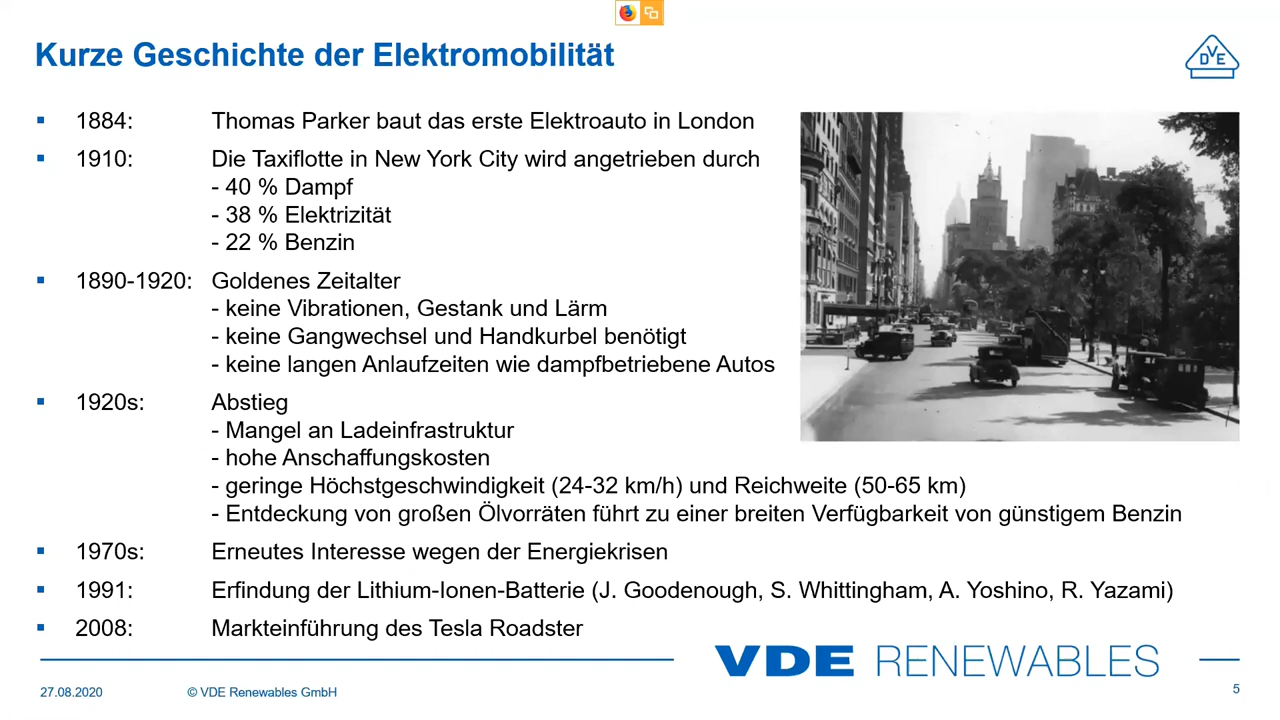 Kurze Geschichte der Elektromobilität
DVE
▪ 1884: Thomas Parker baut das erste Elektroauto in London
▪ 1910: Die Taxiflotte in New York City wird angetrieben durch
- 40 % Dampf
- 38 % Elektrizität
- 22 % Benzin
▪ 1890-1920: Goldenes Zeitalter
- keine Vibrationen, Gestank und Lärm
- keine Gangwechsel und Handkurbel benötigt
- keine langen Anlaufzeiten wie dampfbetriebene Autos
▪ 1920s: Abstieg
- Mangel an Ladeinfrastruktur
- hohe Anschaffungskosten
- geringe Höchstgeschwindigkeit (24-32 km/h) und Reichweite (50-65 km)
- Entdeckung von großen Ölvorräten führt zu einer breiten Verfügbarkeit von günstigem Benzin
▪ 1970s: Erneutes Interesse wegen der Energiekrisen
▪ 1991: Erfindung der Lithium-Ionen-Batterie (J. Goodenough, S. Whittingham, A. Yoshino, R. Yazami)
▪ 2008: Markteinführung des Tesla Roadster
VDE RENEWABLES
27.08.2020 © VDE Renewables GmbH 5